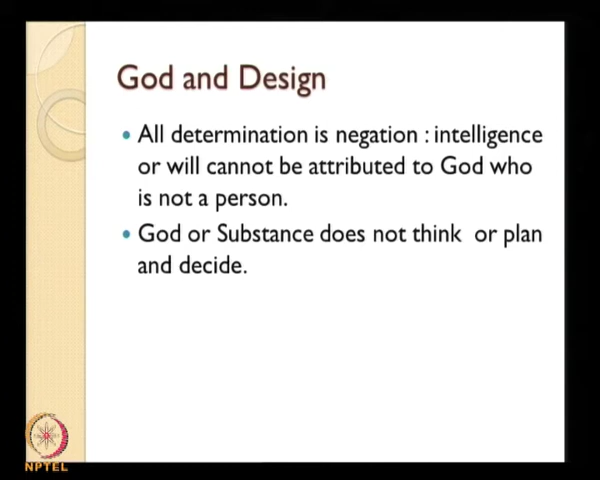 God and Design
All determination is negation : intelligence
or will cannot be attributed to God who
is not a person.
God or Substance does not think or plan
and decide.
NPTEL